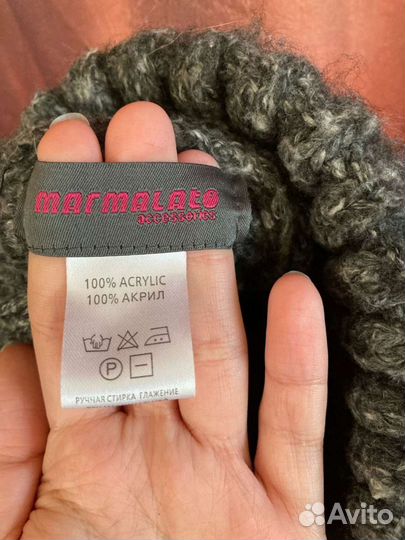 marmalato
accessories
100% ACRYLIC
100% АКРИЛ
P
РУЧНАЯ СТИРКА ГЛАЖЕНИЕ
Avito